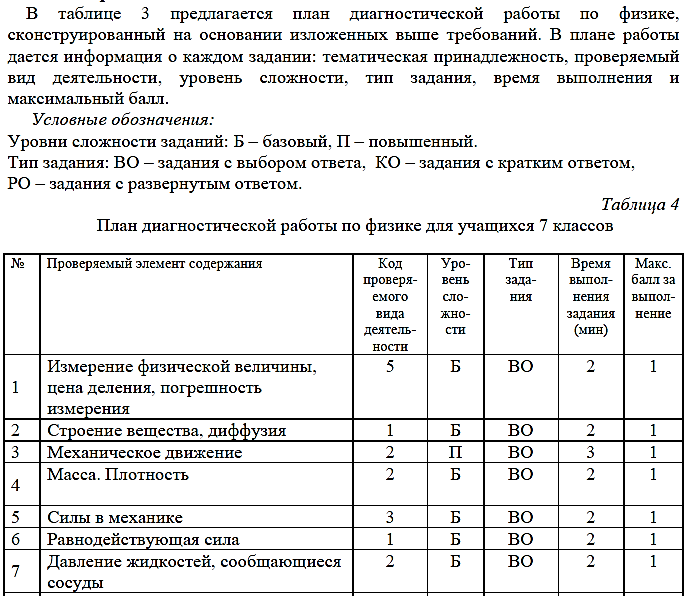 В таблице 3 предлагается план диагностической работы по физике,
сконструированный на основании изложенных выше требований. В плане работы
дается информация о каждом задании: тематическая принадлежность, проверяемый
вид деятельности, уровень сложности, тип задания, время выполнения и
максимальный балл.
Условные обозначения:
Уровни сложности заданий: Б – базовый, П – повышенный.
Тип задания: ВО – задания с выбором ответа, КО – задания с кратким ответом,
РО – задания с развернутым ответом.
Таблица 4
План диагностической работы по физике для учащихся 7 классов
№ Проверяемый элемент содержания Код проверя- емого вида деятель- ности Уро- вень сло- жно- сти Тип зада- ния Время выпол- нения задания (мин) Макс. балл за выпол- нение
1 Измерение физической величины, цена деления, погрешность измерения 5 Б ВО 2 1
2 Строение вещества, диффузия 1 Б ВО 2 1
3 Механическое движение 2 П ВО 3 1
4 Масса. Плотность 2 Б ВО 2 1
5 Силы в механике 3 Б ВО 2 1
6 Равнодействующая сила 1 Б ВО 2 1
7 Давление жидкостей, сообщающиеся сосуды 2 Б ВО 2 1